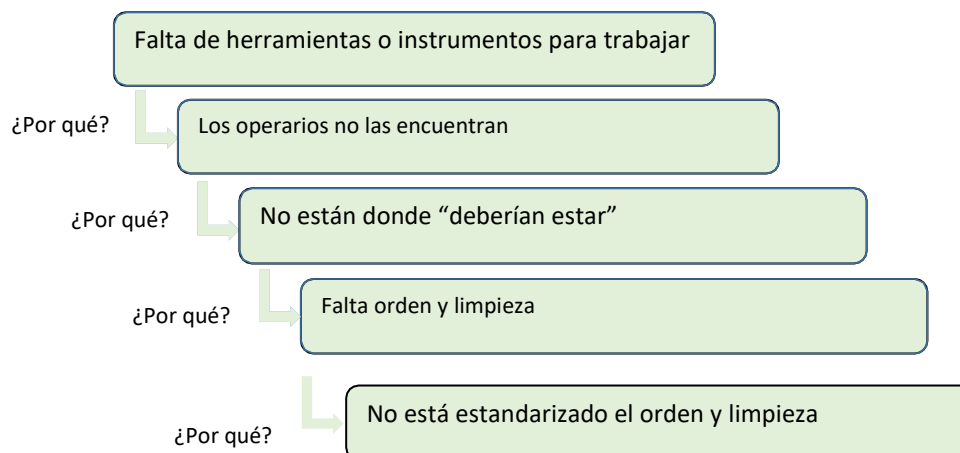 Falta de herramientas o instrumentos para trabajar
¿Por qué?
Los operarios no las encuentran
¿Por qué?
No están donde “deberían estar”
¿Por qué?
Falta orden y limpieza
¿Por qué?
No está estandarizado el orden y limpieza